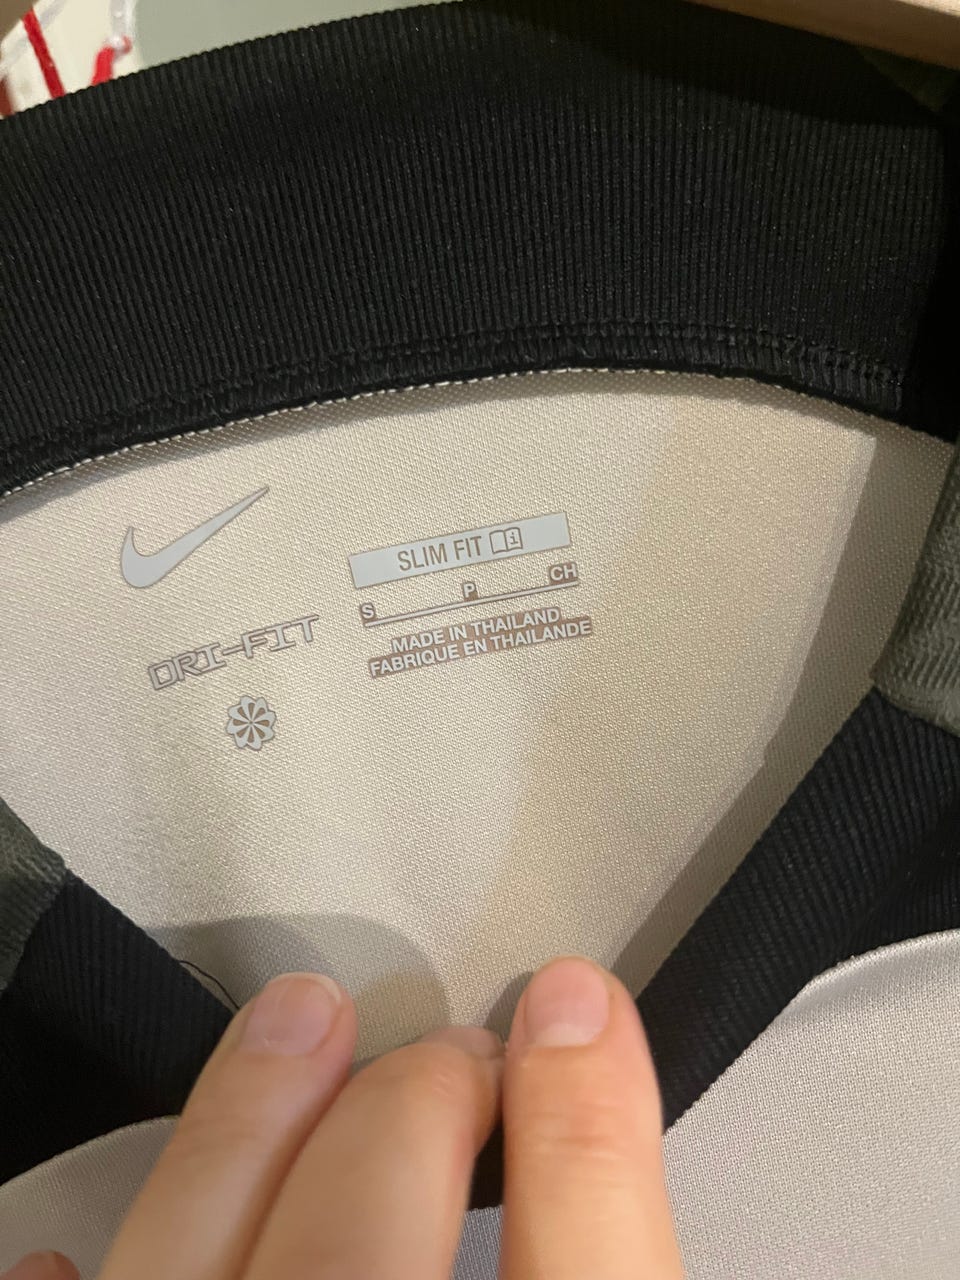 SLIM FIT
S P CH
MADE IN THAILAND
FABRIQUE EN THAILANDE
DRI-FIT